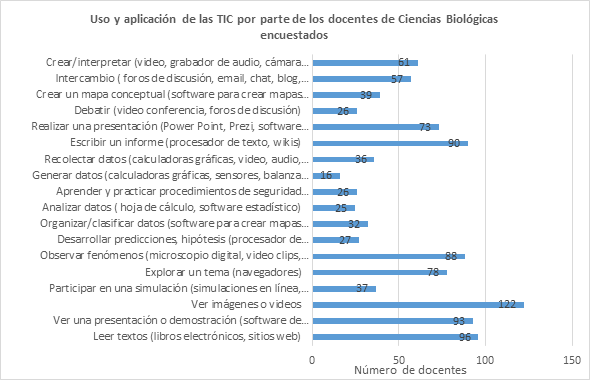 Uso y aplicación de las TIC por parte de los docentes de Ciencias Biológicas
encuestados
Crear/interpretar (video, grabador de audio, cámara... 61
Intercambio ( foros de discusión, email, chat, blog,... 57
Crear un mapa conceptual (software para crear mapas... 39
Debatir (video conferencia, foros de discusión) 26
Realizar una presentación (Power Point, Prezi, software... 73
Escribir un informe (procesador de texto, wikis) 90
Recolectar datos (calculadoras gráficas, video, audio,... 36
Generar datos (calculadoras gráficas, sensores, balanza... 16
Aprender y practicar procedimientos de seguridad... 26
Analizar datos ( hoja de cálculo, software estadístico) 25
Organizar/clasificar datos (software para crear mapas... 32
Desarrollar predicciones, hipótesis (procesador de... 27
Observar fenómenos (microscopio digital, video clips,... 88
Explorar un tema (navegadores) 78
Participar en una simulación (simulaciones en línea,... 37
Ver imágenes o videos 122
Ver una presentación o demostración (software de... 93
Leer textos (libros electrónicos, sitios web) 96
0 50 100 150
Número de docentes